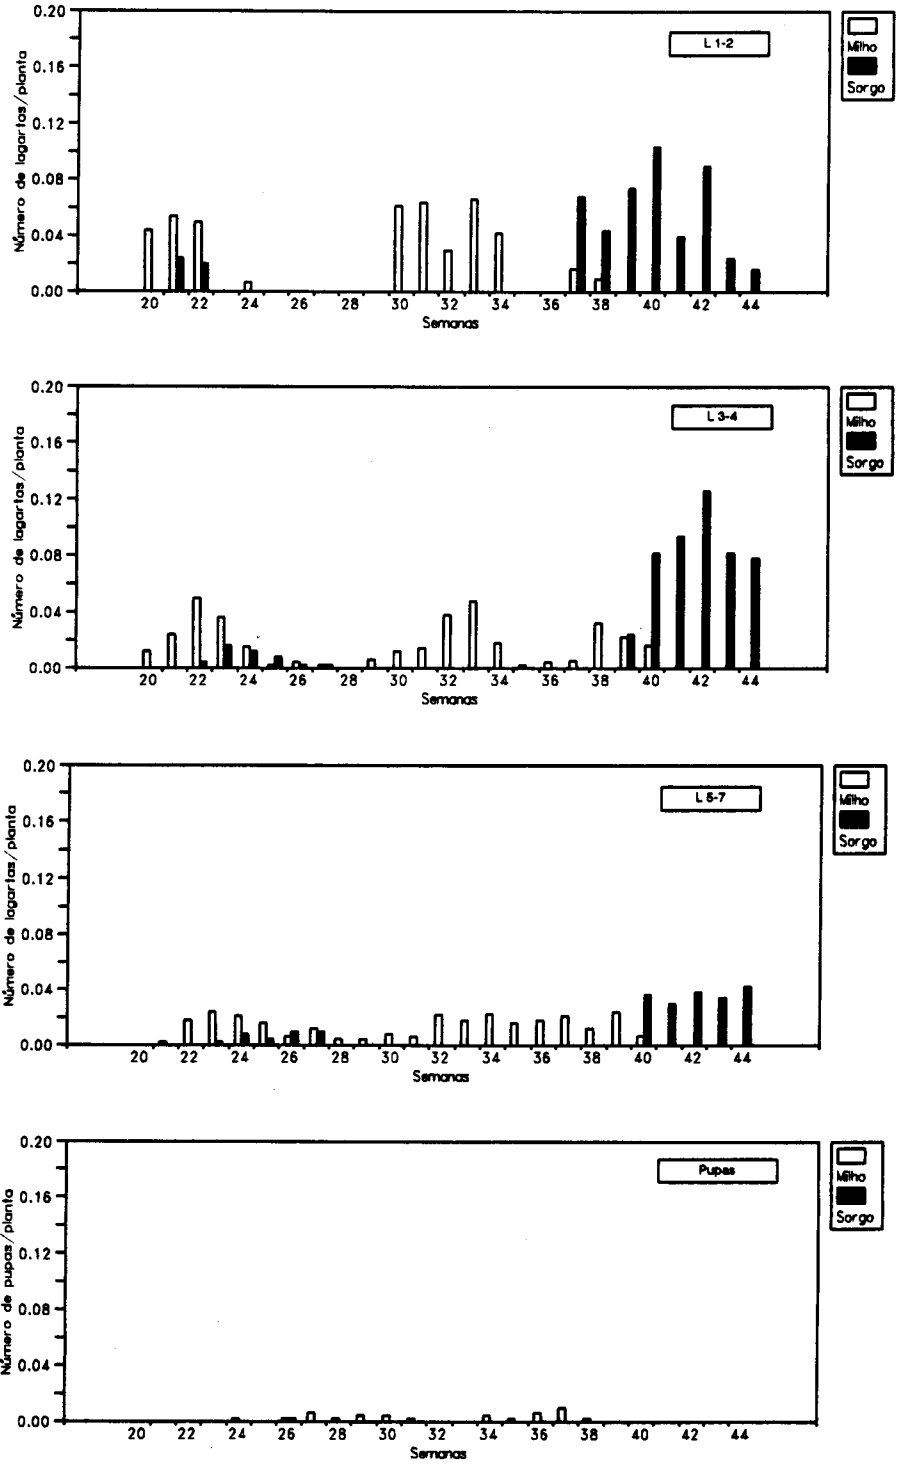 0.20
0.16
0.12
0.08
0.04
0.00
Número de lagartas/planta
L 1-2
Milho
Sorgo
20 22 24 26 28 30 32 34 36 38 40 42 44
Semanas
0.20
0.16
0.12
0.08
0.04
0.00
Número de lagartas/planta
L 3-4
Milho
Sorgo
20 22 24 26 28 30 32 34 36 38 40 42 44
Semanas
0.20
0.16
0.12
0.08
0.04
0.00
Número de lagartas/planta
L 5-7
Milho
Sorgo
20 22 24 26 28 30 32 34 36 38 40 42 44
Semanas
0.20
0.16
0.12
0.08
0.04
0.00
Número de pupas/planta
Pupas
Milho
Sorgo
20 22 24 26 28 30 32 34 36 38 40 42 44
Semanas